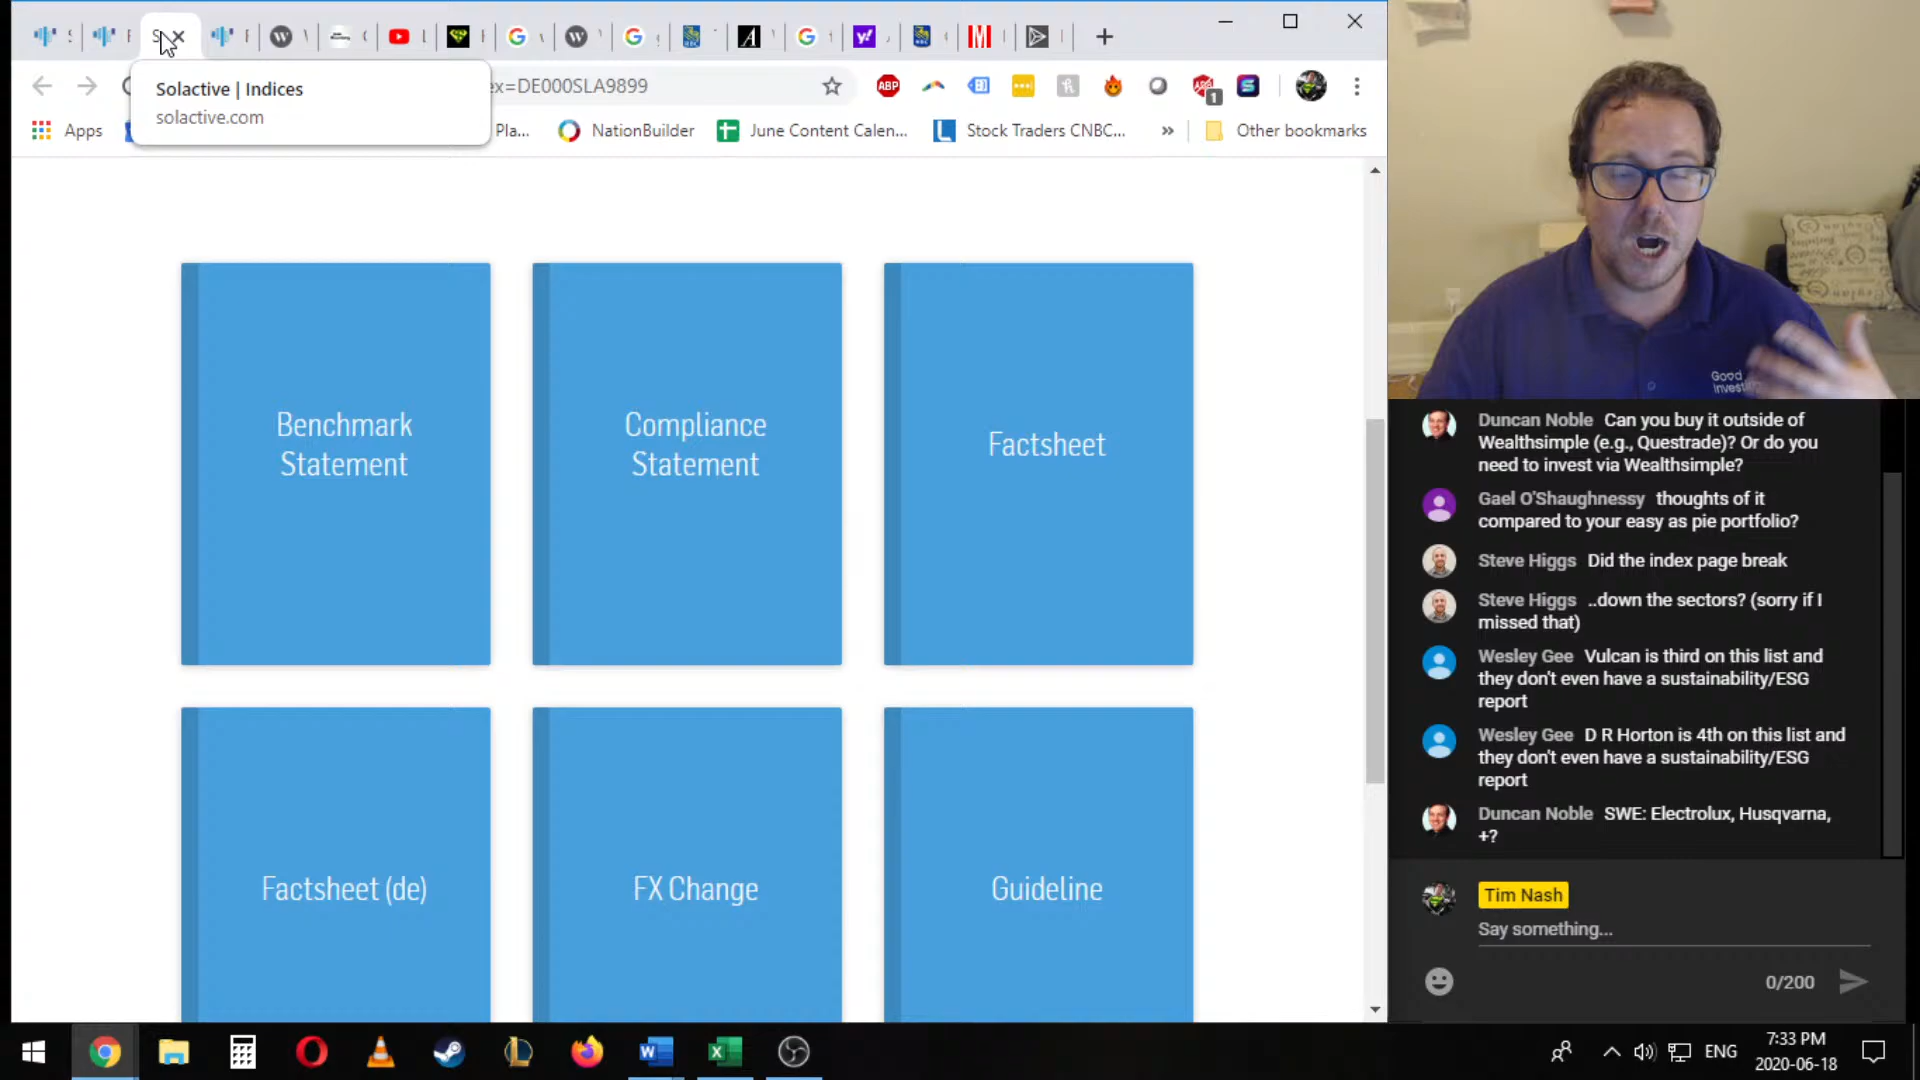 Solactive | Indices
solactive.com
ex=DE000SLA9899
ABP
1
Apps
Pla...
NationBuilder
June Content Calen...
Stock Traders CNBC...
»
Other bookmarks
Benchmark
Statement
Compliance
Statement
Factsheet
Factsheet (de)
FX Change
Guideline
Good
Investing
Duncan Noble Can you buy it outside of
Wealthsimple (e.g., Questrade)? Or do you
need to invest via Wealthsimple?
Gael O'Shaughnessy thoughts of it
compared to your easy as pie portfolio?
Steve Higgs Did the index page break
Steve Higgs ..down the sectors? (sorry if I
missed that)
Wesley Gee Vulcan is third on this list and
they don't even have a sustainability/ESG
report
Wesley Gee D R Horton is 4th on this list and
they don't even have a sustainability/ESG
report
Duncan Noble SWE: Electrolux, Husqvarna,
+?
Tim Nash
Say something...
0/200
ENG
7:33 PM
2020-06-18